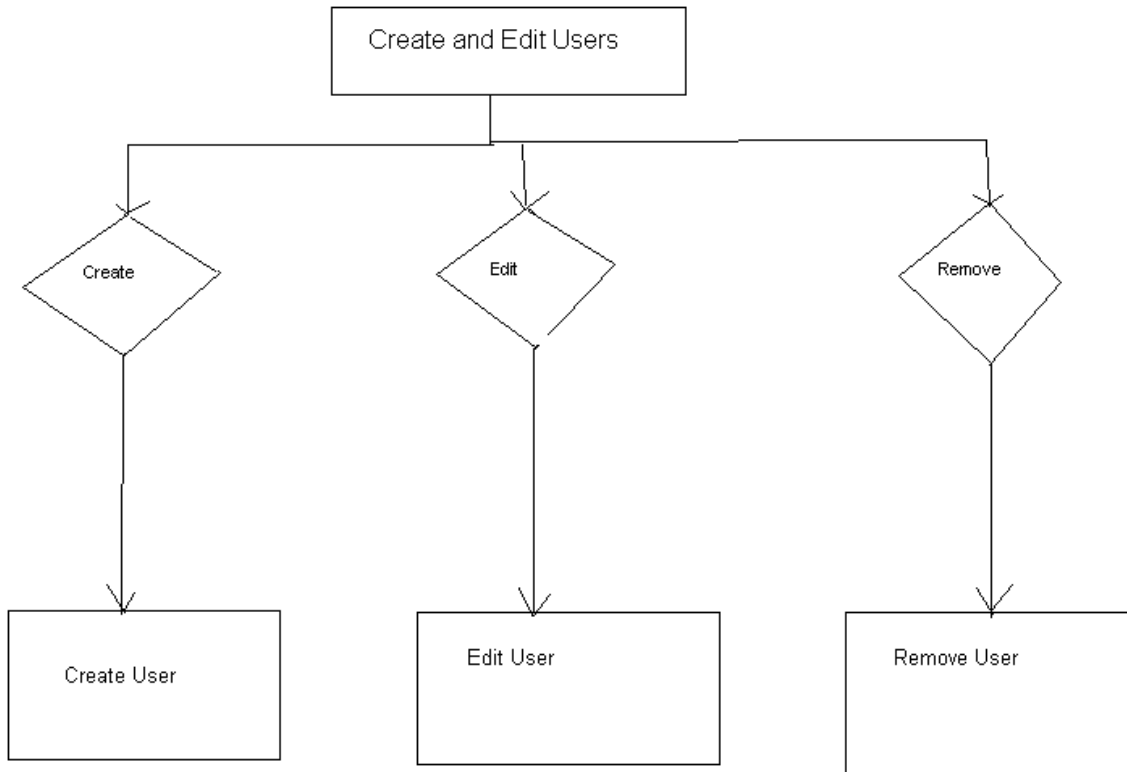 Create and Edit Users
Create
Edit
Remove
Create User
Edit User
Remove User